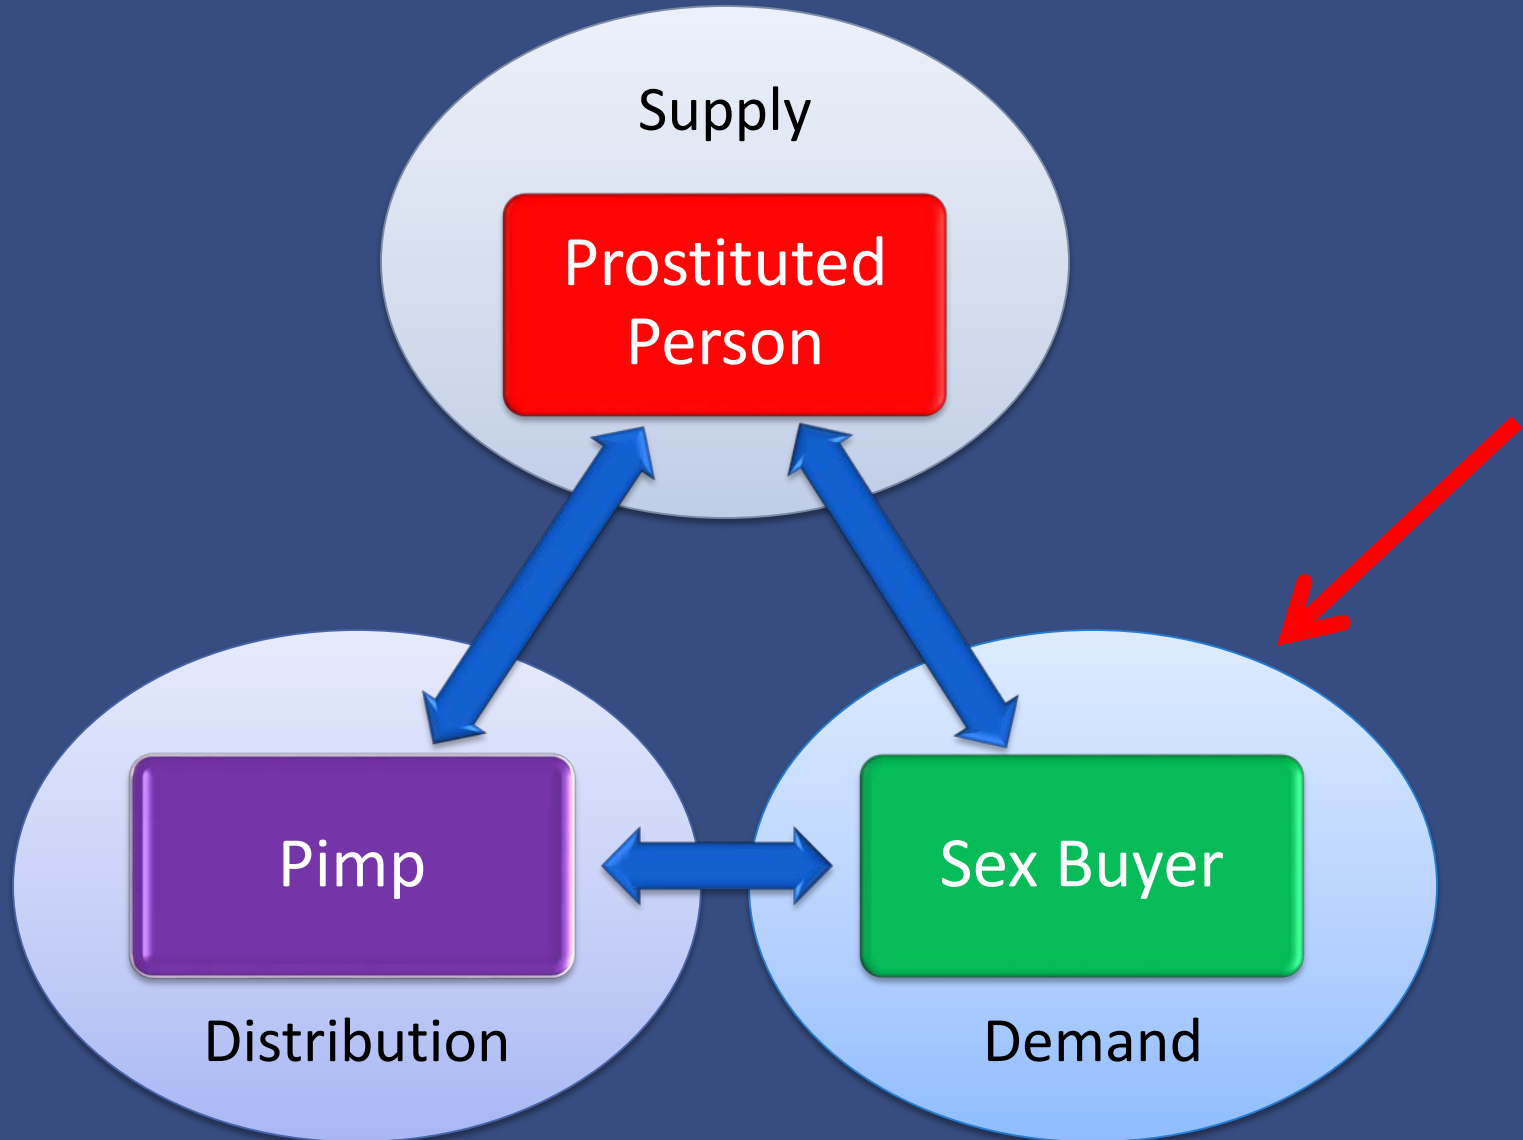 Supply
Prostituted
Person
Pimp
Sex Buyer
Distribution
Demand